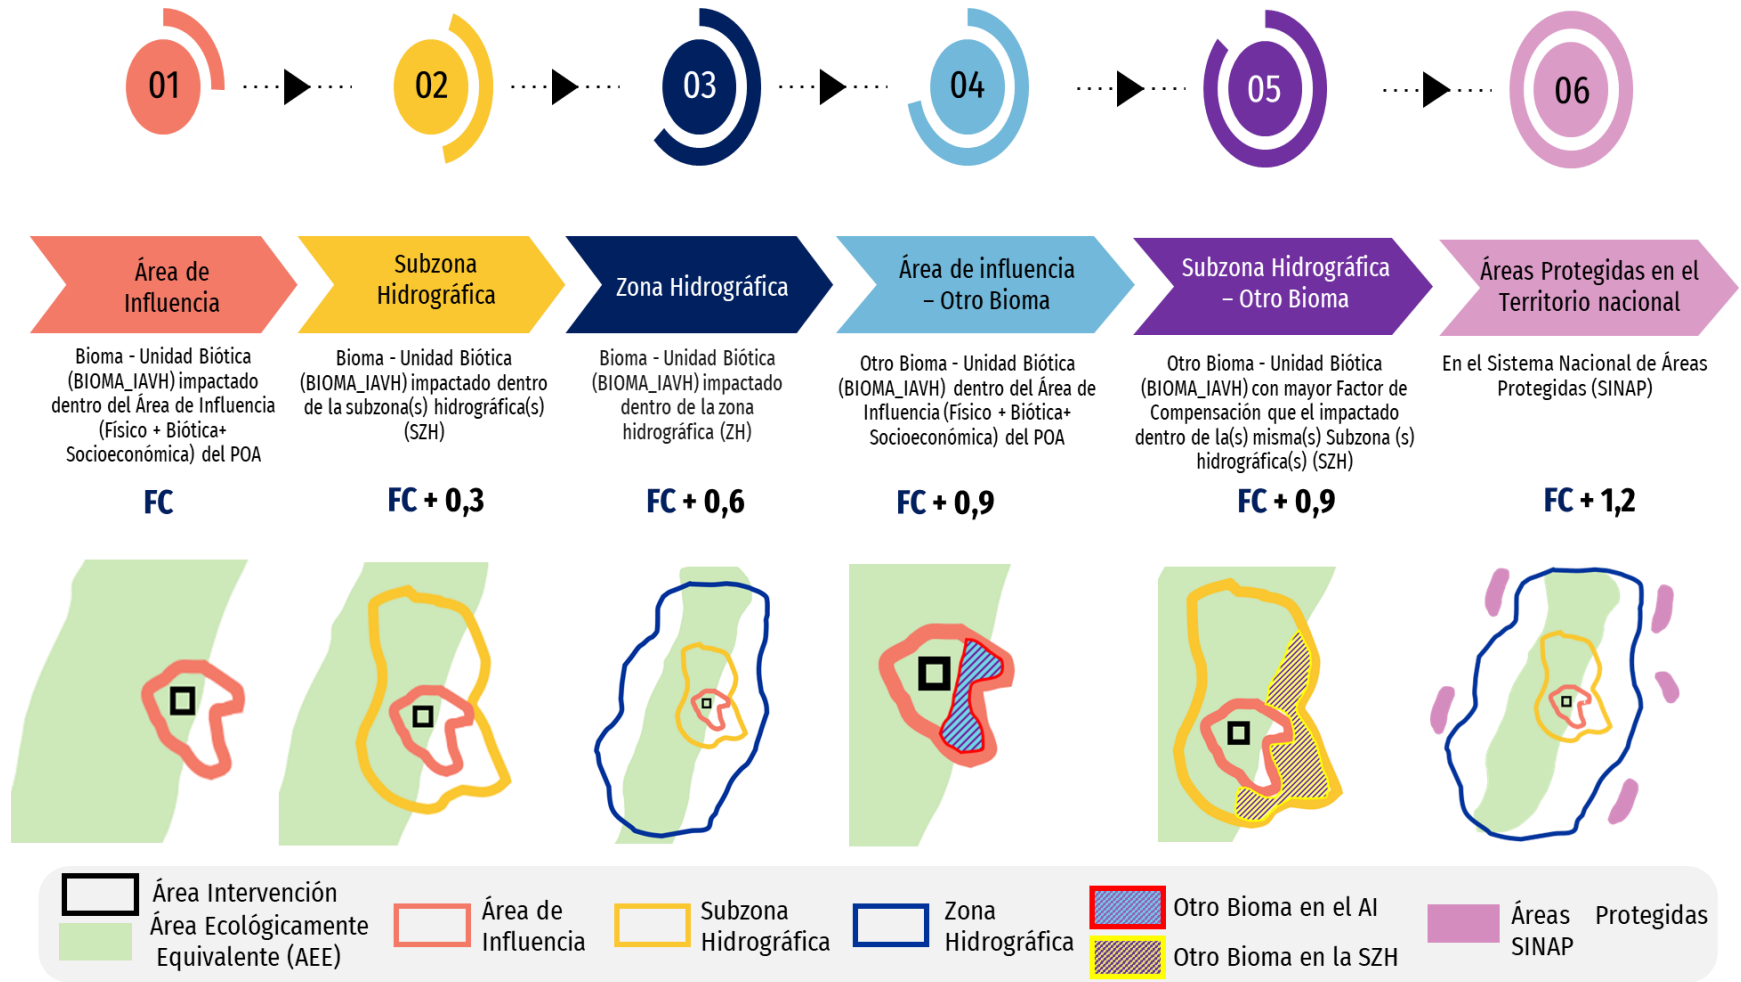 01
02
03
04
05
06
Área de
Influencia
Subzona
Hidrográfica
Zona Hidrográfica
Área de influencia
– Otro Bioma
Subzona Hidrográfica
– Otro Bioma
Áreas Protegidas en el
Territorio nacional
Bioma - Unidad Biótica
(BIOMA_IAVH) impactado
dentro del Área de Influencia
(Físico + Biótica+
Socioeconómica) del POA
Bioma - Unidad Biótica
(BIOMA_IAVH) impactado dentro
de la subzona(s) hidrográfica(s)
(SZH)
Bioma - Unidad Biótica
(BIOMA_IAVH) impactado
dentro de la zona
hidrográfica (ZH)
Otro Bioma - Unidad Biótica
(BIOMA_IAVH) dentro del Área de
Influencia (Físico + Biótica+
Socioeconómica) del POA
Otro Bioma - Unidad Biótica
(BIOMA_IAVH) con mayor Factor de
Compensación que el impactado
dentro de la(s) misma(s) Subzona (s)
hidrográfica(s) (SZH)
En el Sistema Nacional de Áreas
Protegidas (SINAP)
FC
FC + 0,3
FC + 0,6
FC + 0,9
FC + 0,9
FC + 1,2
Área Intervención
Área Ecológicamente
Equivalente (AEE)
Área de
Influencia
Subzona
Hidrográfica
Zona
Hidrográfica
Otro Bioma en el AI
Otro Bioma en la SZH
Áreas Protegidas
SINAP